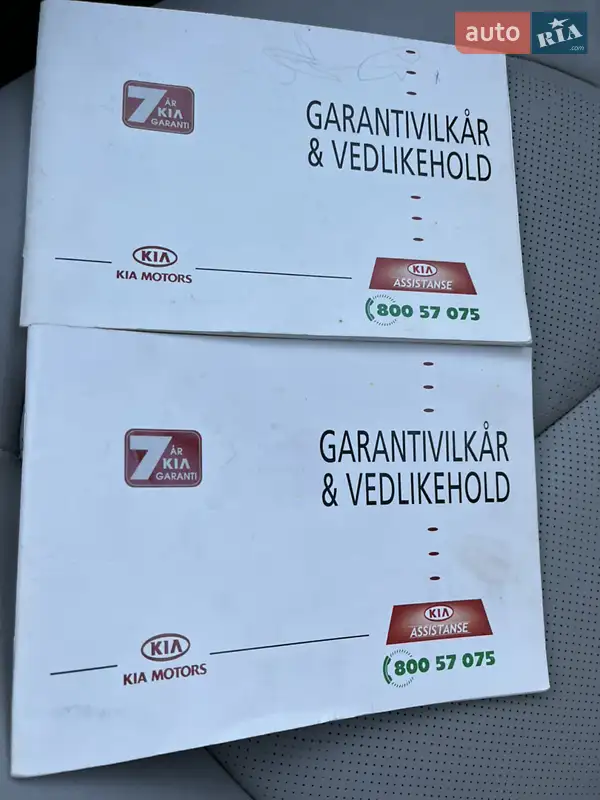 auto RIA
.com
7 ÅR
KIA
GARANTI
GARANTIVILKÅR
& VEDLIKEHOLD
KIA
KIA MOTORS
KIA
ASSISTANSE
800 57 075
7 ÅR
KIA
GARANTI
GARANTIVILKÅR
& VEDLIKEHOLD
KIA
KIA MOTORS
KIA
ASSISTANSE
800 57 075